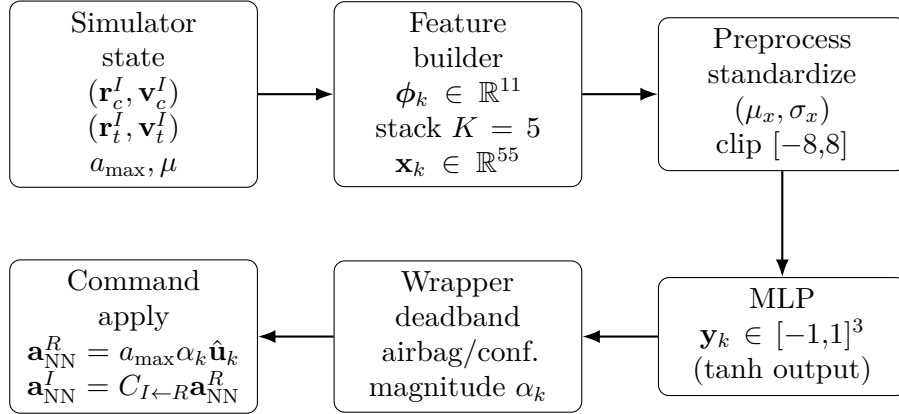 Simulator
state
(𝐫_c^I, 𝐯_c^I)
(𝐫_t^I, 𝐯_t^I)
a_max, μ
Feature
builder
ϕ_k ∈ ℝ^11
stack K = 5
𝐱_k ∈ ℝ^55
Preprocess
standardize
(μ_x, σ_x)
clip [−8,8]
MLP
𝐲_k ∈ [−1,1]^3
(tanh output)
Wrapper
deadband
airbag/conf.
magnitude α_k
Command
apply
𝐚_NN^R = a_max α_k 𝐮̂_k
𝐚_NN^I = C_{I←R} 𝐚_NN^R